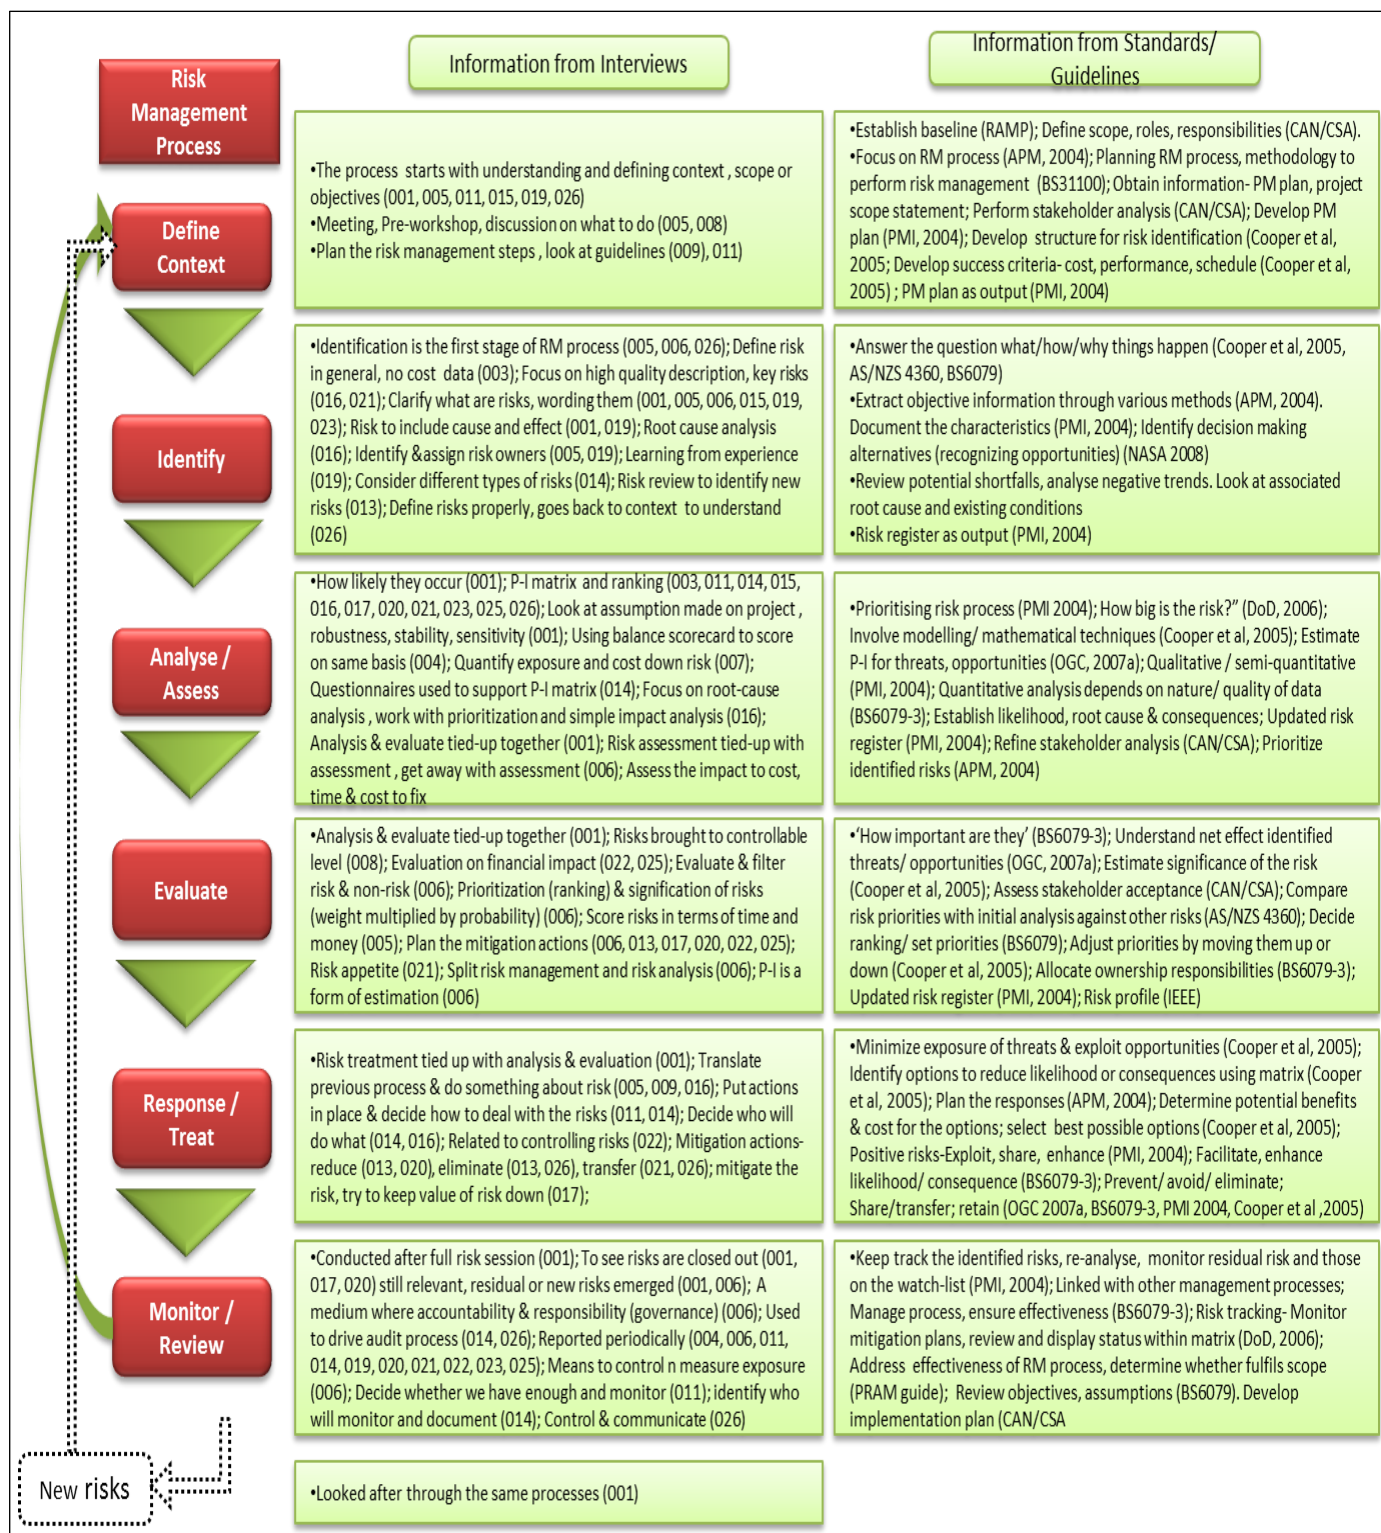 Risk
Management
Process
Information from Interviews
Information from Standards/
Guidelines
Define
Context
•The process starts with understanding and defining context , scope or
objectives (001, 005, 011, 015, 019, 026)
•Meeting, Pre-workshop, discussion on what to do (005, 008)
•Plan the risk management steps , look at guidelines (009), 011)
•Establish baseline (RAMP); Define scope, roles, responsibilities (CAN/CSA).
•Focus on RM process (APM, 2004); Planning RM process, methodology to
perform risk management (BS31100); Obtain information- PM plan, project
scope statement; Perform stakeholder analysis (CAN/CSA); Develop PM
plan (PMI, 2004); Develop structure for risk identification (Cooper et al,
2005; Develop success criteria- cost, performance, schedule (Cooper et al,
2005) ; PM plan as output (PMI, 2004)
Identify
•Identification is the first stage of RM process (005, 006, 026); Define risk
in general, no cost data (003); Focus on high quality description, key risks
(016, 021); Clarify what are risks, wording them (001, 005, 006, 015, 019,
023); Risk to include cause and effect (001, 019); Root cause analysis
(016); Identify &assign risk owners (005, 019); Learning from experience
(019); Consider different types of risks (014); Risk review to identify new
risks (013); Define risks properly, goes back to context to understand
(026)
•Answer the question what/how/why things happen (Cooper et al, 2005,
AS/NZS 4360, BS6079)
•Extract objective information through various methods (APM, 2004).
Document the characteristics (PMI, 2004); Identify decision making
alternatives (recognizing opportunities) (NASA 2008)
•Review potential shortfalls, analyse negative trends. Look at associated
root cause and existing conditions
•Risk register as output (PMI, 2004)
Analyse /
Assess
•How likely they occur (001); P-I matrix and ranking (003, 011, 014, 015,
016, 017, 020, 021, 023, 025, 026);Look at assumption made on project ,
robustness, stability, sensitivity (001); Using balance scorecard to score
on same basis (004); Quantify exposure and cost down risk (007);
Questionnaires used to support P-I matrix (014); Focus on root-cause
analysis , work with prioritization and simple impact analysis (016);
Analysis & evaluate tied-up together (001); Risk assessment tied-up with
assessment , get away with assessment (006); Assess the impact to cost,
time & cost to fix
•Prioritising risk process (PMI 2004); How big is the risk?” (DoD, 2006);
Involve modelling/ mathematical techniques (Cooper et al, 2005); Estimate
P-I for threats, opportunities (OGC, 2007a); Qualitative / semi-quantitative
(PMI, 2004); Quantitative analysis depends on nature/ quality of data
(BS6079-3); Establish likelihood, root cause & consequences; Updated risk
register (PMI, 2004); Refine stakeholder analysis (CAN/CSA); Prioritize
identified risks (APM, 2004)
Evaluate
•Analysis & evaluate tied-up together (001); Risks brought to controllable
level (008); Evaluation on financial impact (022, 025); Evaluate & filter
risk & non-risk (006); Prioritization (ranking) & signification of risks
(weight multiplied by probability) (006); Score risks in terms of time and
money (005); Plan the mitigation actions (006, 013, 017, 020, 022, 025);
Risk appetite (021); Split risk management and risk analysis (006); P-I is a
form of estimation (006)
•‘How important are they’ (BS6079-3); Understand net effect identified
threats/ opportunities (OGC, 2007a); Estimate significance of the risk
(Cooper et al, 2005); Assess stakeholder acceptance (CAN/CSA); Compare
risk priorities with initial analysis against other risks (AS/NZS 4360); Decide
ranking/ set priorities (BS6079); Adjust priorities by moving them up or
down (Cooper et al, 2005); Allocate ownership responsibilities (BS6079-3);
Updated risk register (PMI, 2004); Risk profile (IEEE)
Response /
Treat
•Risk treatment tied up with analysis & evaluation (001); Translate
previous process & do something about risk (005, 009, 016); Put actions
in place & decide how to deal with the risks (011, 014); Decide who will
do what (014, 016); Related to controlling risks (022); Mitigation actions-
reduce (013, 020), eliminate (013, 026), transfer (021, 026); mitigate the
risk, try to keep value of risk down (017);
•Minimize exposure of threats & exploit opportunities (Cooper et al, 2005);
Identify options to reduce likelihood or consequences using matrix (Cooper
et al, 2005); Plan the responses (APM, 2004); Determine potential benefits
& cost for the options; select best possible options (Cooper et al, 2005);
Positive risks-Exploit, share, enhance (PMI, 2004); Facilitate, enhance
likelihood/ consequence (BS6079-3); Prevent/ avoid/ eliminate;
Share/transfer; retain (OGC 2007a, BS6079-3, PMI 2004, Cooper et al ,2005)
Monitor /
Review
•Conducted after full risk session (001); To see risks are closed out (001,
017, 020) still relevant, residual or new risks emerged (001, 006); A
medium where accountability & responsibility (governance) (006); Used
to drive audit process (014, 026); Reported periodically (004, 006, 011,
014, 019, 020, 021, 022, 023, 025); Means to control n measure exposure
(006); Decide whether we have enough and monitor (011); identify who
will monitor and document (014); Control & communicate (026)
•Keep track the identified risks, re-analyse, monitor residual risk and those
on the watch-list (PMI, 2004); Linked with other management processes;
Manage process, ensure effectiveness (BS6079-3); Risk tracking- Monitor
mitigation plans, review and display status within matrix (DoD, 2006);
Address effectiveness of RM process, determine whether fulfils scope
(PRAM guide); Review objectives, assumptions (BS6079). Develop
implementation plan (CAN/CSA
New risks
•Looked after through the same processes (001)